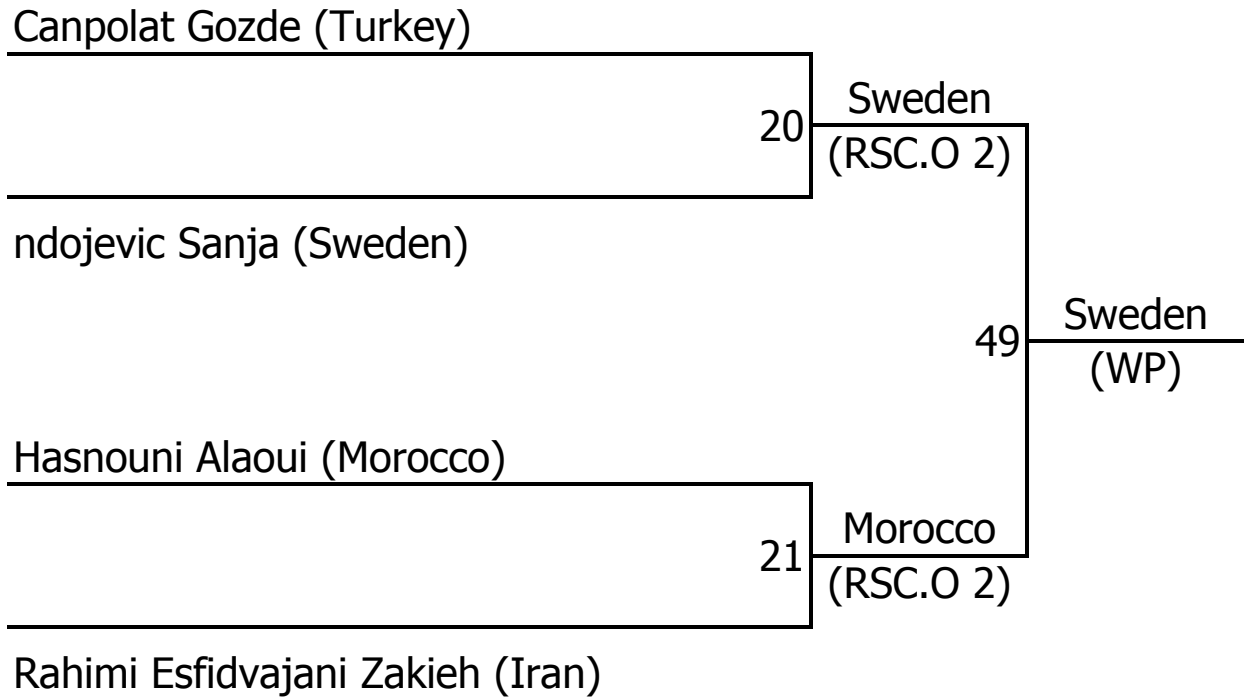 Canpolat Gozde (Turkey)
20
Sweden
(RSC.O 2)
ndojevic Sanja (Sweden)
49
Sweden
(WP)
Hasnouni Alaoui (Morocco)
21
Morocco
(RSC.O 2)
Rahimi Esfidvajani Zakieh (Iran)